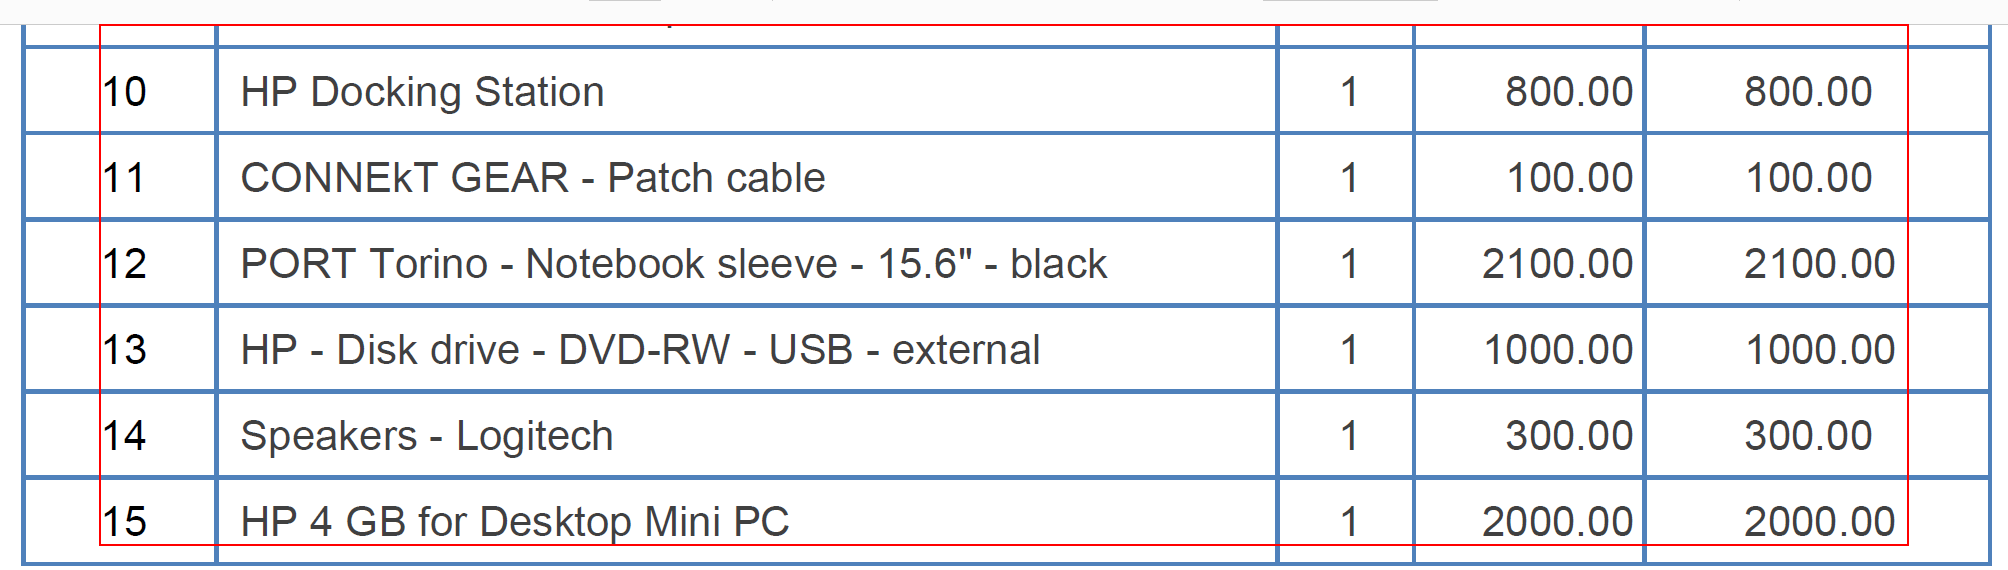 10 HP Docking Station 1 800.00 800.00
11 CONNEkT GEAR - Patch cable 1 100.00 100.00
12 PORT Torino - Notebook sleeve - 15.6" - black 1 2100.00 2100.00
13 HP - Disk drive - DVD-RW - USB - external 1 1000.00 1000.00
14 Speakers - Logitech 1 300.00 300.00
15 HP 4 GB for Desktop Mini PC 1 2000.00 2000.00